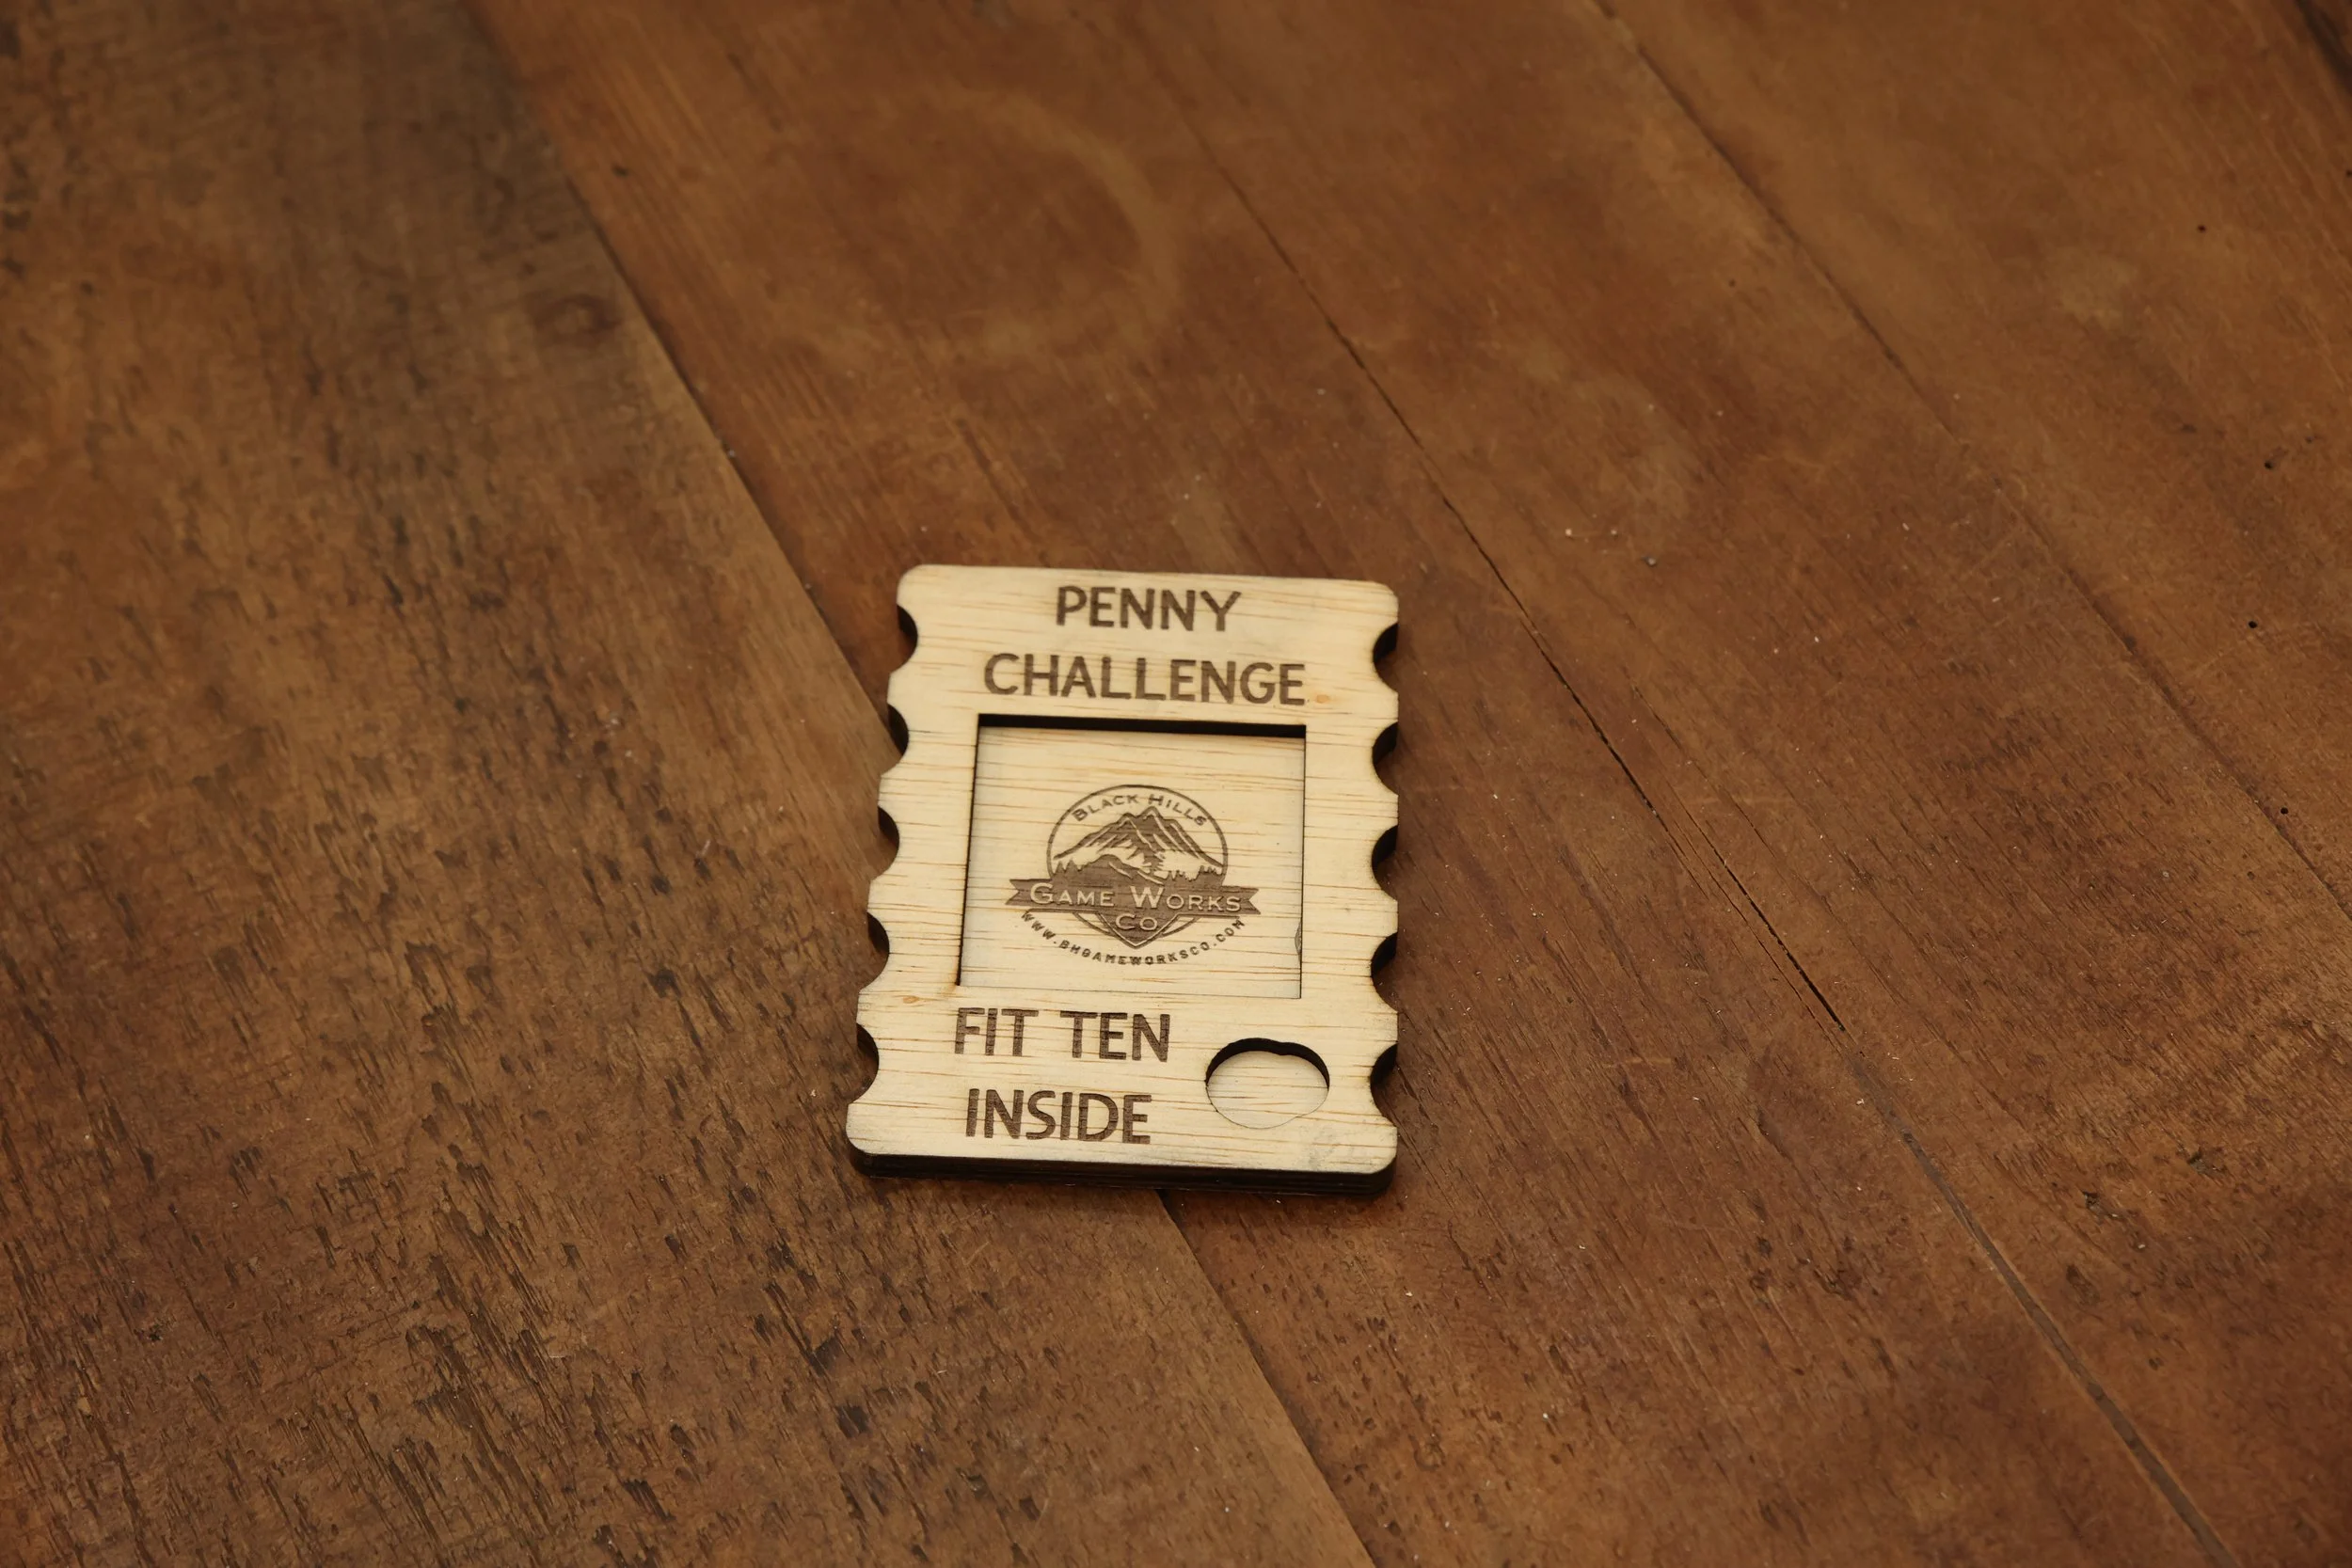 PENNY
CHALLENGE
BLACK HILLS
GAME WORKS
CO
WWW.BHGAMEWORKSCO.COM
FIT TEN
INSIDE